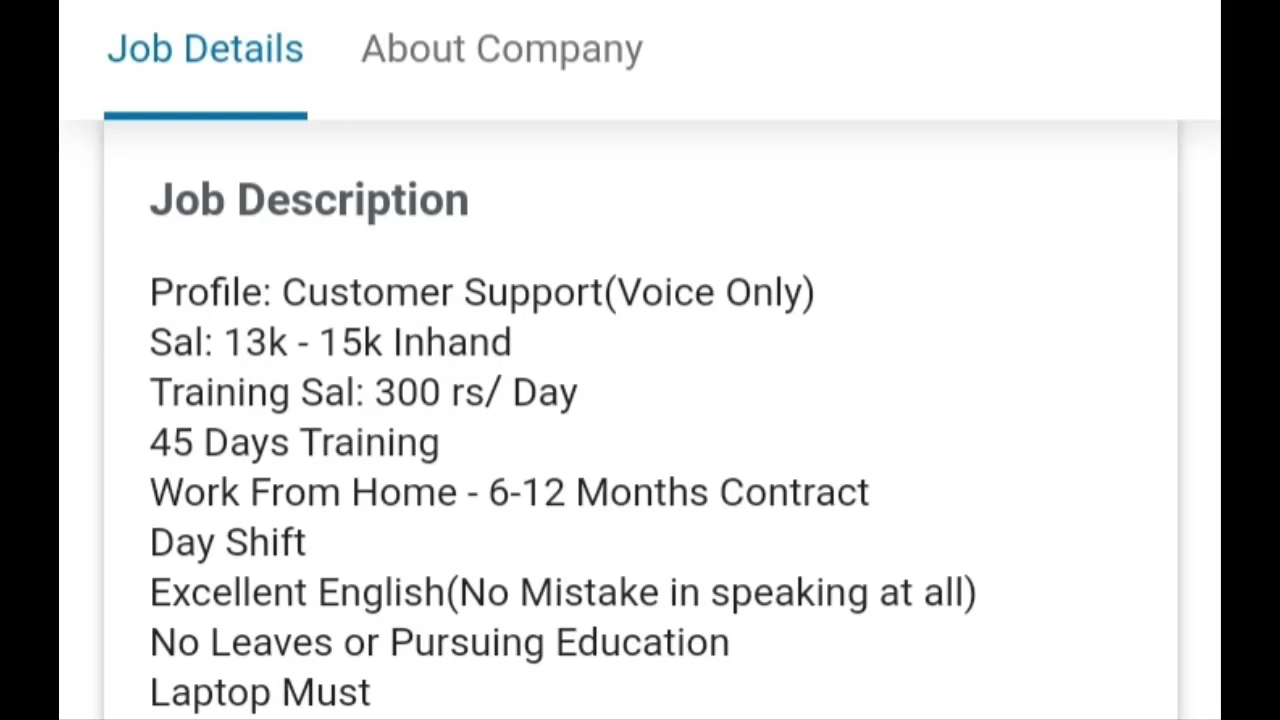 Job Details About Company
Job Description
Profile: Customer Support(Voice Only)
Sal: 13k - 15k Inhand
Training Sal: 300 rs/ Day
45 Days Training
Work From Home - 6-12 Months Contract
Day Shift
Excellent English(No Mistake in speaking at all)
No Leaves or Pursuing Education
Laptop Must